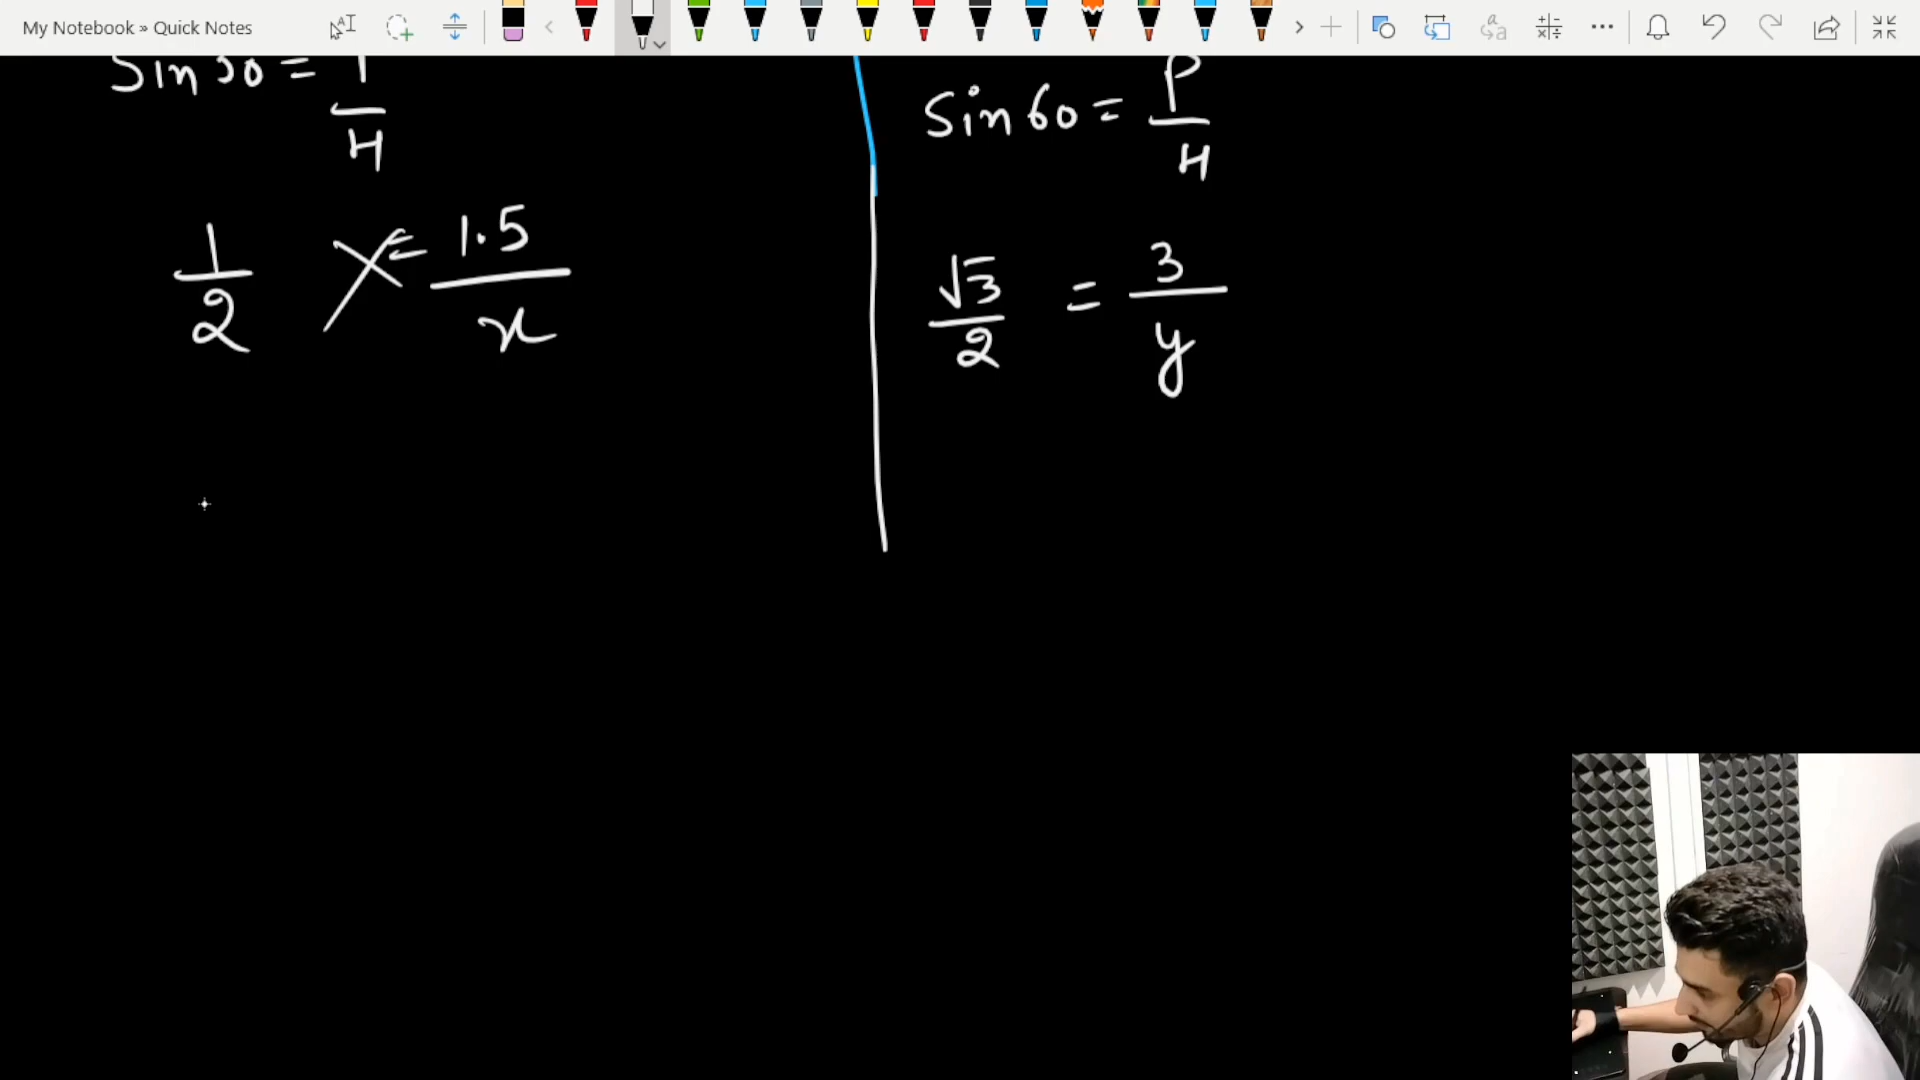 My Notebook » Quick Notes
Sin 30 = P/H
1/2 = 1.5/x
Sin 60 = P/H
√3/2 = 3/y